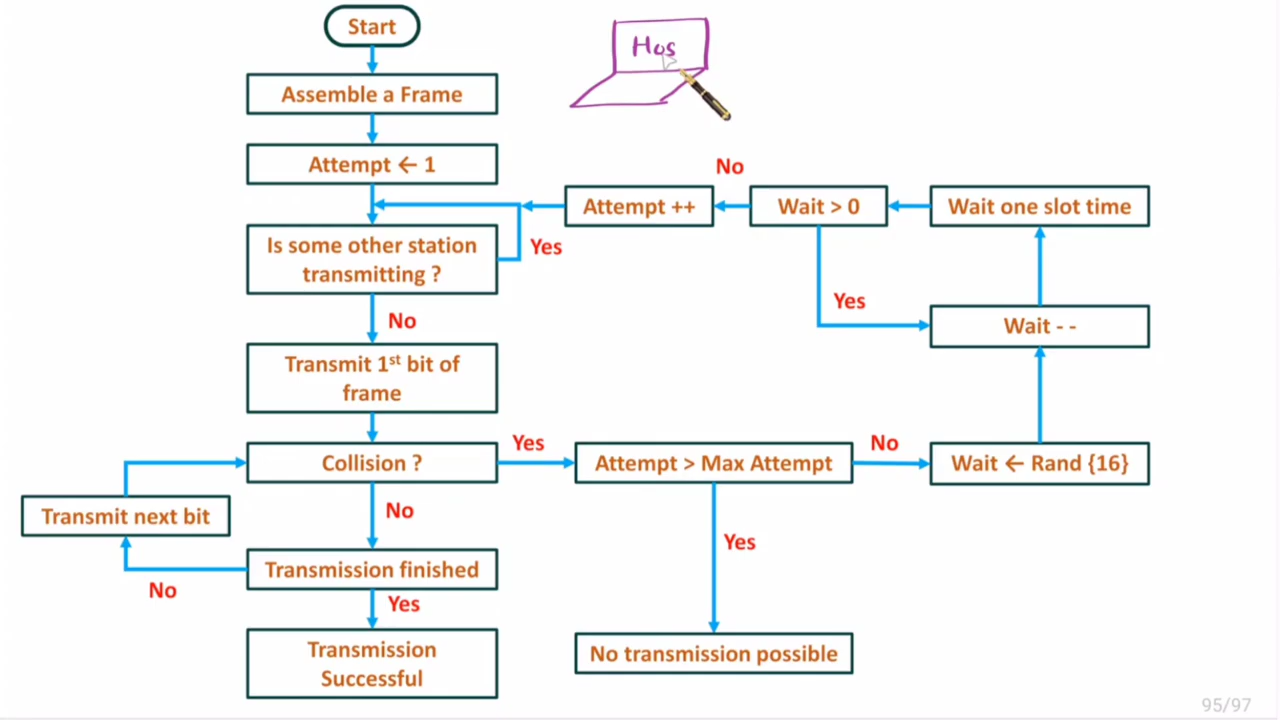 Start
Hos
Assemble a Frame
Attempt ← 1
No
Attempt ++
Wait > 0
Wait one slot time
Is some other station
transmitting ?
Yes
Yes
No
Wait - -
Transmit 1st bit of
frame
Collision ?
Yes
Attempt > Max Attempt
No
Wait ← Rand {16}
Transmit next bit
No
Yes
Transmission finished
No
Yes
Transmission
Successful
No transmission possible
95/97